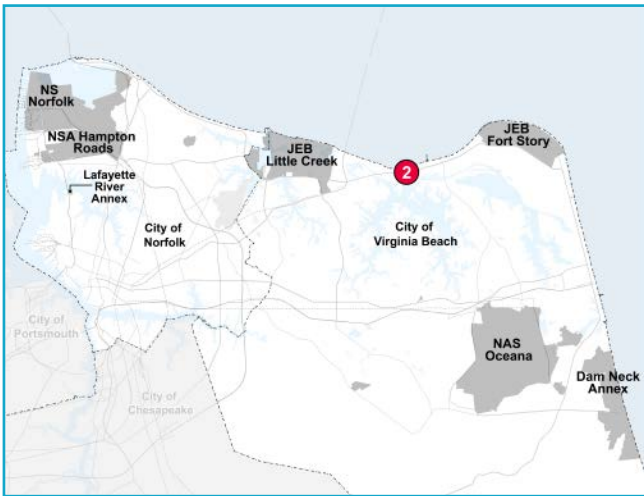 NS
Norfolk
NSA Hampton
Roads
Lafayette
River
Annex
City of
Norfolk
JEB
Little Creek
2
JEB
Fort Story
City of
Virginia Beach
City of
Portsmouth
City of
Chesapeake
NAS
Oceana
Dam Neck
Annex